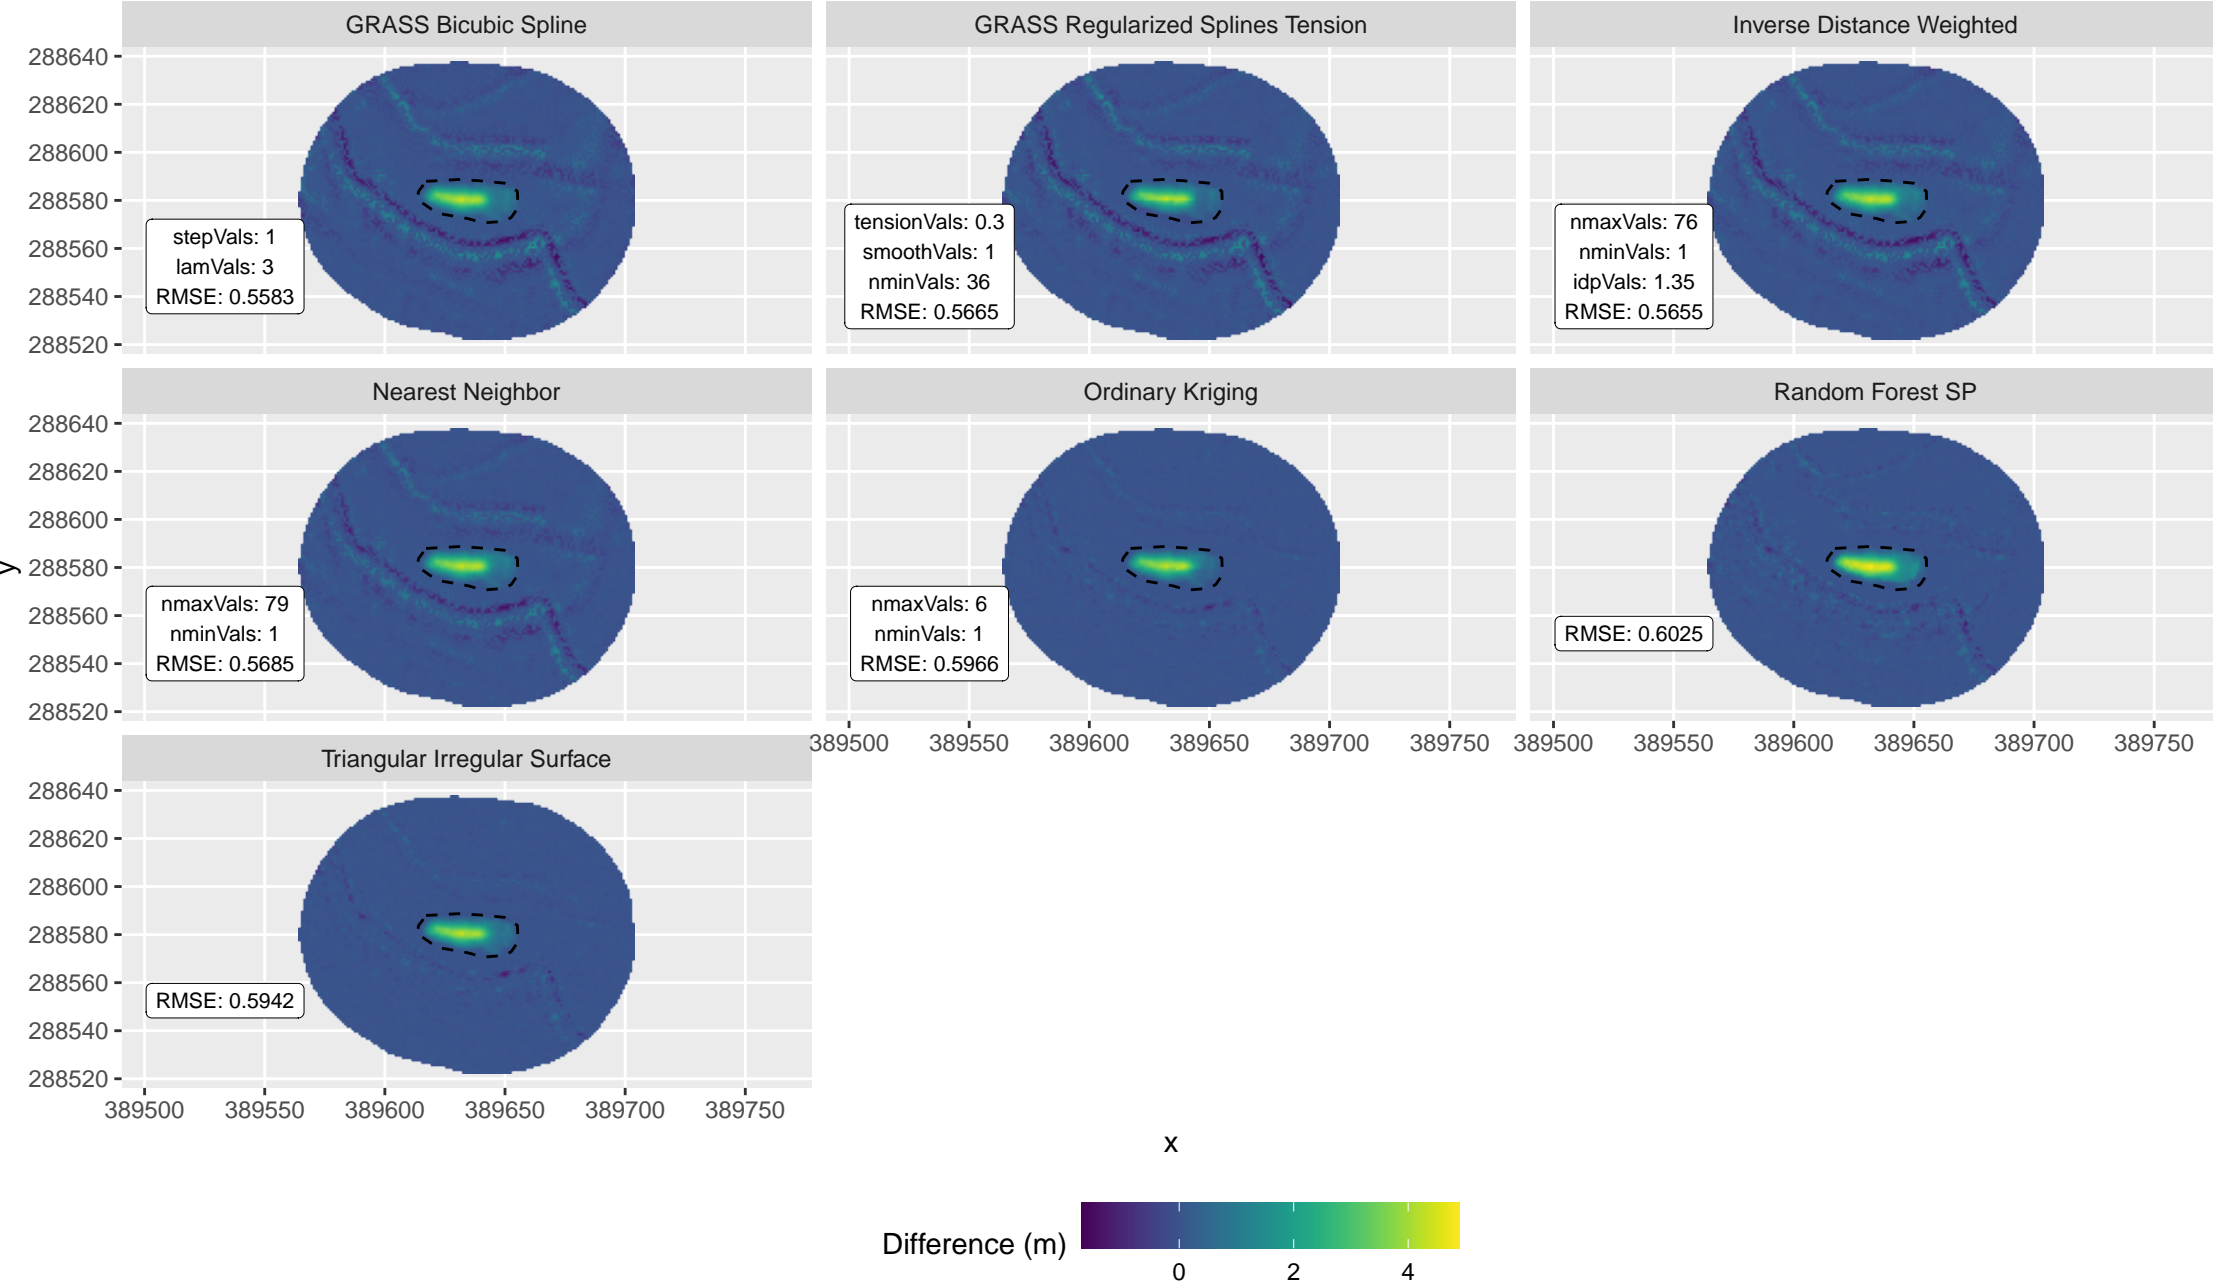 GRASS Bicubic Spline
GRASS Regularized Splines Tension
Inverse Distance Weighted
288640
288620
288600
288580
288560
288540
288520
stepVals: 1
lamVals: 3
RMSE: 0.5583
tensionVals: 0.3
smoothVals: 1
nminVals: 36
RMSE: 0.5665
nmaxVals: 76
nminVals: 1
idpVals: 1.35
RMSE: 0.5655
Nearest Neighbor
Ordinary Kriging
Random Forest SP
288640
288620
288600
288580
288560
288540
288520
y
nmaxVals: 79
nminVals: 1
RMSE: 0.5685
nmaxVals: 6
nminVals: 1
RMSE: 0.5966
RMSE: 0.6025
389500 389550 389600 389650 389700 389750
389500 389550 389600 389650 389700 389750
Triangular Irregular Surface
288640
288620
288600
288580
288560
288540
288520
RMSE: 0.5942
389500 389550 389600 389650 389700 389750
x
Difference (m)
0 2 4